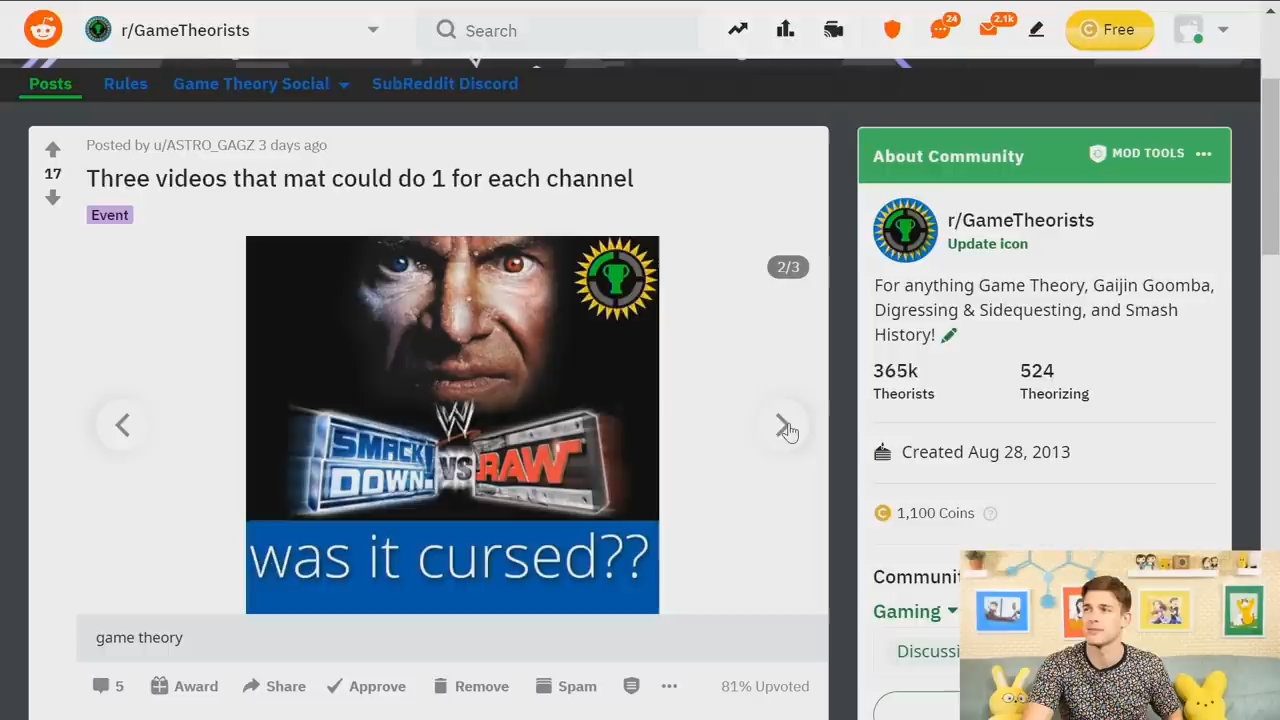 r/GameTheorists
Search
24
2.1k
Free
Posts
Rules
Game Theory Social
SubReddit Discord
Posted by u/ASTRO_GAGZ 3 days ago
17
Three videos that mat could do 1 for each channel
Event
2/3
W
SMACK
DOWN!
VS
RAW
was it cursed??
game theory
5
Award
Share
Approve
Remove
Spam
81% Upvoted
About Community
MOD TOOLS
r/GameTheorists
Update icon
For anything Game Theory, Gaijin Goomba,
Digressing & Sidequesting, and Smash
History!
365k
524
Theorists
Theorizing
Created Aug 28, 2013
1,100 Coins
Communi
Gaming
Discussi